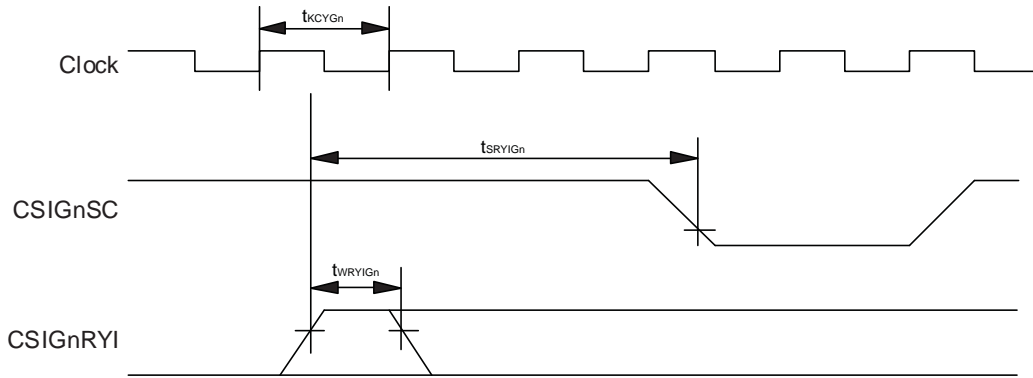 tKCYGn
Clock
tSRYIGn
CSIGnSC
tWRYIGn
CSIGnRYI